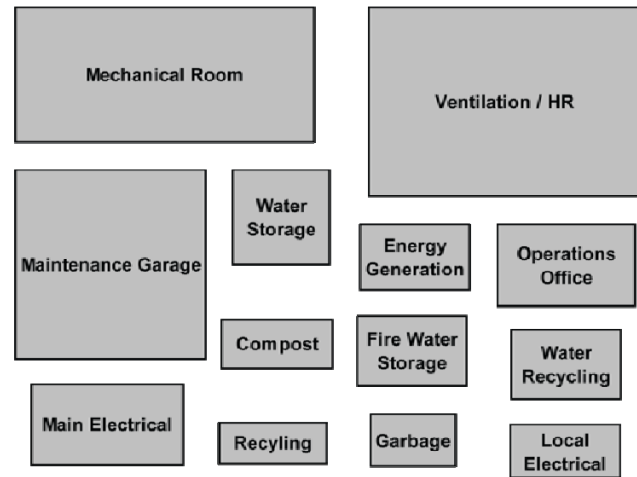 Mechanical Room
Ventilation / HR
Maintenance Garage
Water
Storage
Energy
Generation
Operations
Office
Compost
Fire Water
Storage
Water
Recycling
Main Electrical
Recyling
Garbage
Local
Electrical